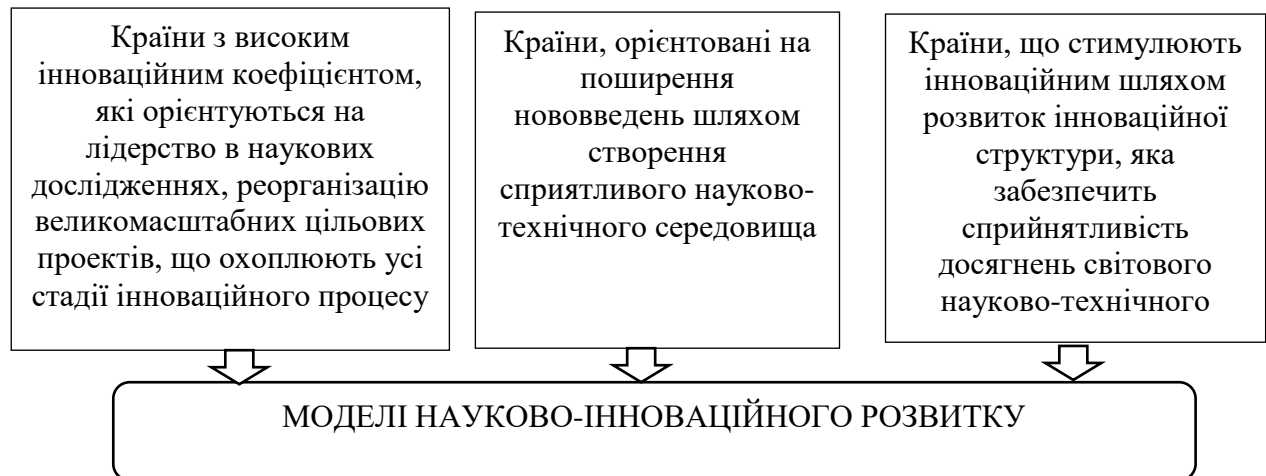 Країни з високим
інноваційним коефіцієнтом,
які орієнтуються на
лідерство в наукових
дослідженнях, реорганізацію
великомасштабних цільових
проектів, що охоплюють усі
стадії інноваційного процесу
Країни, орієнтовані на
поширення
нововведень шляхом
створення
сприятливого науково-
технічного середовища
Країни, що стимулюють
інноваційним шляхом
розвиток інноваційної
структури, яка
забезпечить
сприйнятливість
досягнень світового
науково-технічного
МОДЕЛІ НАУКОВО-ІННОВАЦІЙНОГО РОЗВИТКУ